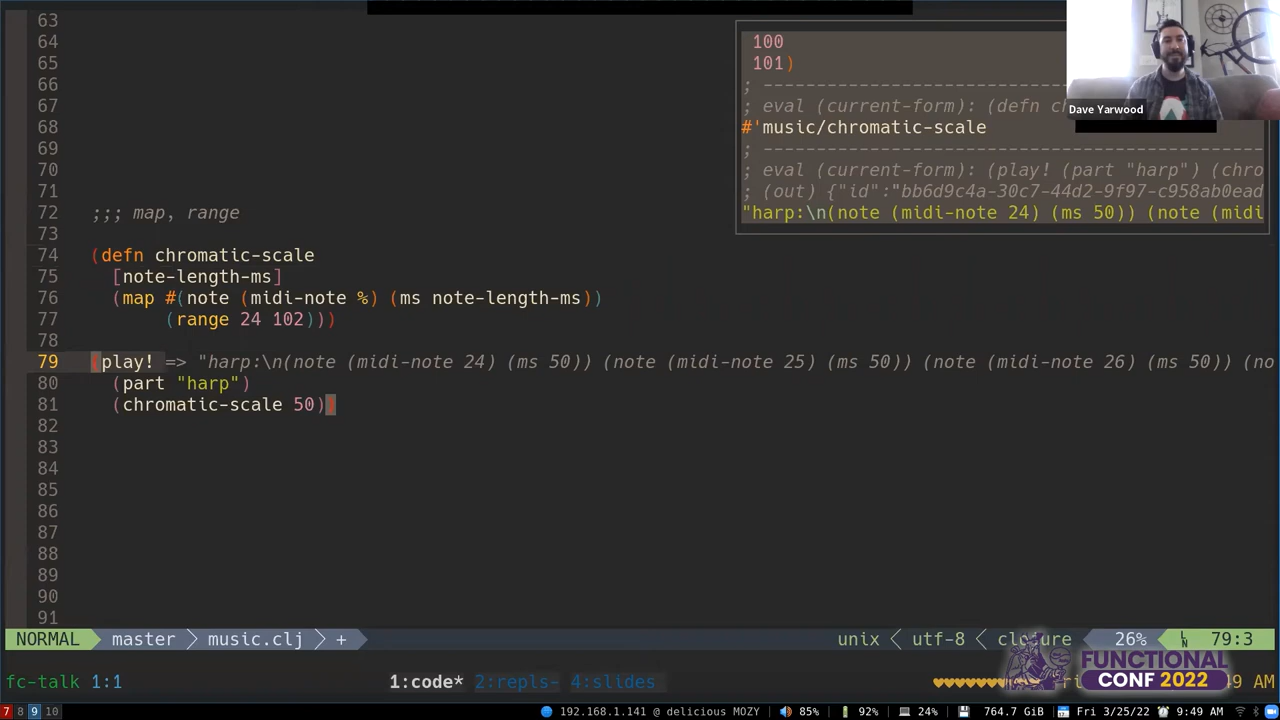 63
64
65
66
67
68
69
70
71
72 ;;; map, range
73
74 (defn chromatic-scale
75 [note-length-ms]
76 (map #(note (midi-note %) (ms note-length-ms))
77 (range 24 102)))
78
79 (play! => "harp:\n(note (midi-note 24) (ms 50)) (note (midi-note 25) (ms 50)) (note (midi-note 26) (ms 50)) (no
80 (part "harp")
81 (chromatic-scale 50))
82
83
84
85
86
87
88
89
90
91
100
101)
; --------------------------------
; eval (current-form): (defn c
#'music/chromatic-scale
; ------------------------------------------------
; eval (current-form): (play! (part "harp") (chro
; (out) {"id":"bb6d9c4a-30c7-44d2-9f97-c958ab0ead
"harp:\n(note (midi-note 24) (ms 50)) (note (midi
Dave Yarwood
NORMAL master music.clj + unix utf-8 clojure 26% 79:3
fc-talk 1:1 1:code* 2:repls- 4:slides AM
FUNCTIONAL
CONF 2022
7 8 9 10 192.168.1.141 @ delicious MOZY 85% 92% 24% 764.7 GiB Fri 3/25/22 9:49 AM